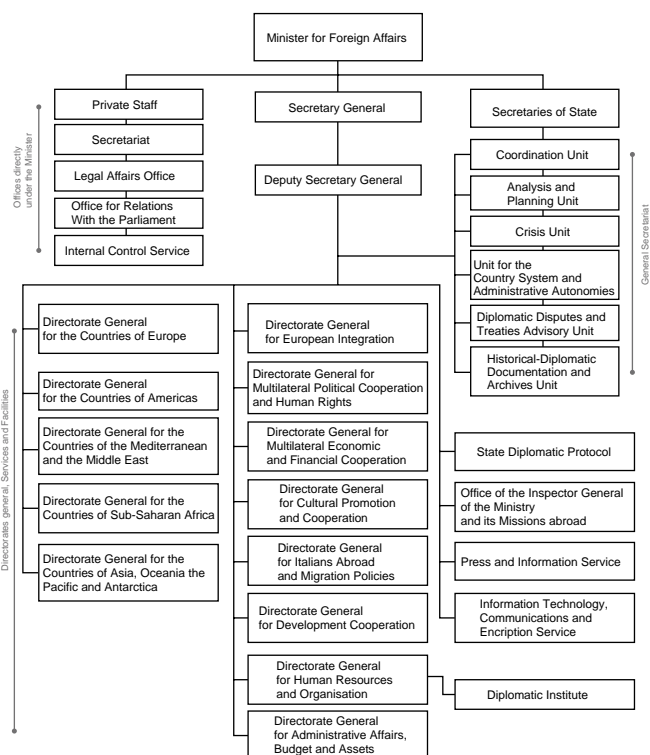 Minister for Foreign Affairs
Private Staff
Secretary General
Secretaries of State
Offices directly
under the Minister
Secretariat
Legal Affairs Office
Office for Relations
With the Parliament
Internal Control Service
Deputy Secretary General
Coordination Unit
Analysis and
Planning Unit
Crisis Unit
Unit for the
Country System and
Administrative Autonomies
Diplomatic Disputes and
Treaties Advisory Unit
Historical-Diplomatic
Documentation and
Archives Unit
General Secretariat
Directorates general, Services and Facilities
Directorate General
for the Countries of Europe
Directorate General
for the Countries of Americas
Directorate General for the
Countries of the Mediterranean
and the Middle East
Directorate General for the
Countries of Sub-Saharan Africa
Directorate General for the
Countries of Asia, Oceania the
Pacific and Antarctica
Directorate General
for European Integration
Directorate General for
Multilateral Political Cooperation
and Human Rights
Directorate General for
Multilateral Economic
and Financial Cooperation
Directorate General
for Cultural Promotion
and Cooperation
Directorate General
for Italians Abroad
and Migration Policies
Directorate General
for Development Cooperation
Directorate General
for Human Resources
and Organisation
Directorate General
for Administrative Affairs,
Budget and Assets
State Diplomatic Protocol
Office of the Inspector General
of the Ministry
and its Missions abroad
Press and Information Service
Information Technology,
Communications and
Encription Service
Diplomatic Institute